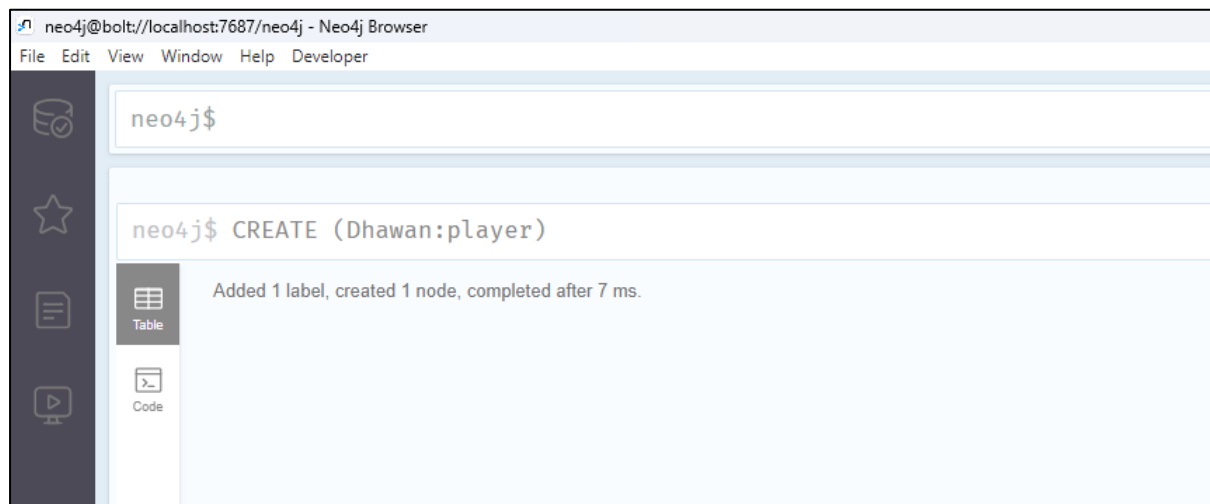 neo4j@bolt://localhost:7687/neo4j - Neo4j Browser
File Edit View Window Help Developer
neo4j$
neo4j$ CREATE (Dhawan:player)
Added 1 label, created 1 node, completed after 7 ms.
Table
Code